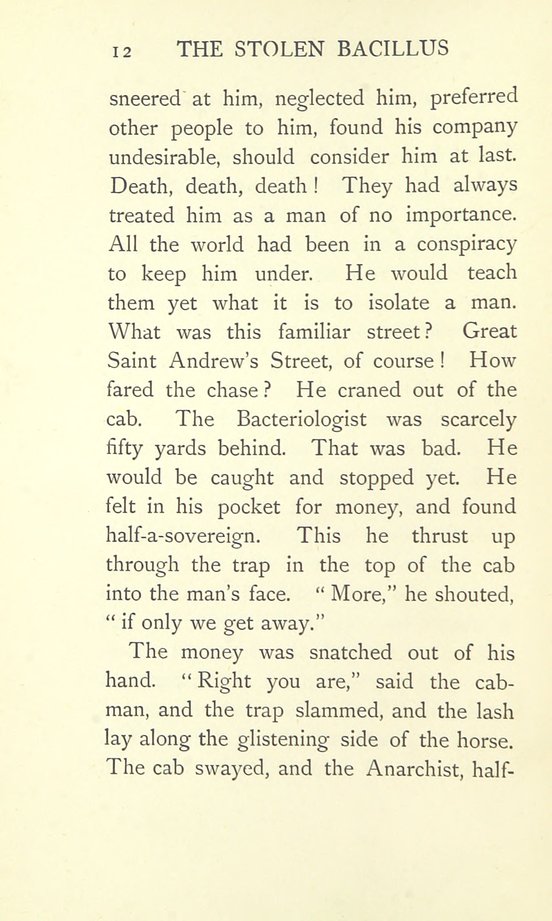 12 THE STOLEN BACILLUS
sneered at him, neglected him, preferred
other people to him, found his company
undesirable, should consider him at last.
Death, death, death! They had always
treated him as a man of no importance.
All the world had been in a conspiracy
to keep him under. He would teach
them yet what it is to isolate a man.
What was this familiar street? Great
Saint Andrew's Street, of course! How
fared the chase? He craned out of the
cab. The Bacteriologist was scarcely
fifty yards behind. That was bad. He
would be caught and stopped yet. He
felt in his pocket for money, and found
half-a-sovereign. This he thrust up
through the trap in the top of the cab
into the man's face. "More," he shouted,
"if only we get away."
The money was snatched out of his
hand. "Right you are," said the cab-
man, and the trap slammed, and the lash
lay along the glistening side of the horse.
The cab swayed, and the Anarchist, half-